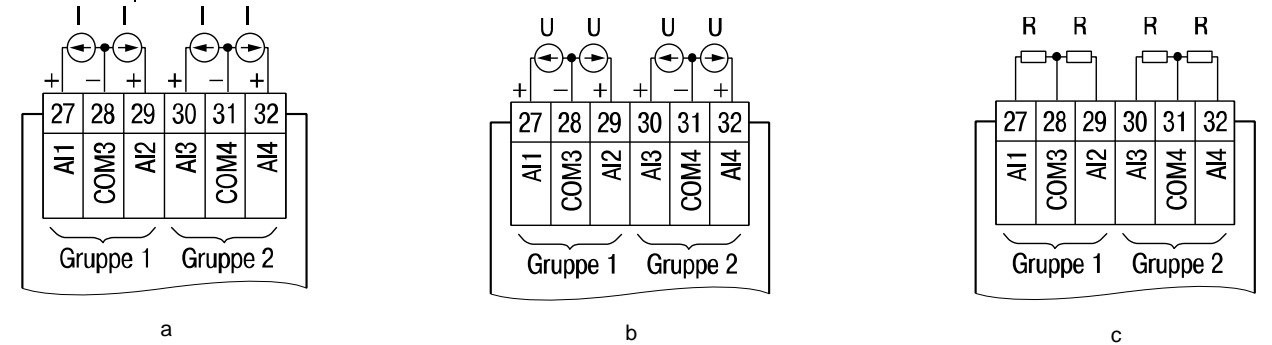 I I I I
+ – + + – +
27 28 29 30 31 32
AI1 COM3 AI2 AI3 COM4 AI4
Gruppe 1 Gruppe 2
a
U U U U
+ – + + – +
27 28 29 30 31 32
AI1 COM3 AI2 AI3 COM4 AI4
Gruppe 1 Gruppe 2
b
R R R R
27 28 29 30 31 32
AI1 COM3 AI2 AI3 COM4 AI4
Gruppe 1 Gruppe 2
c